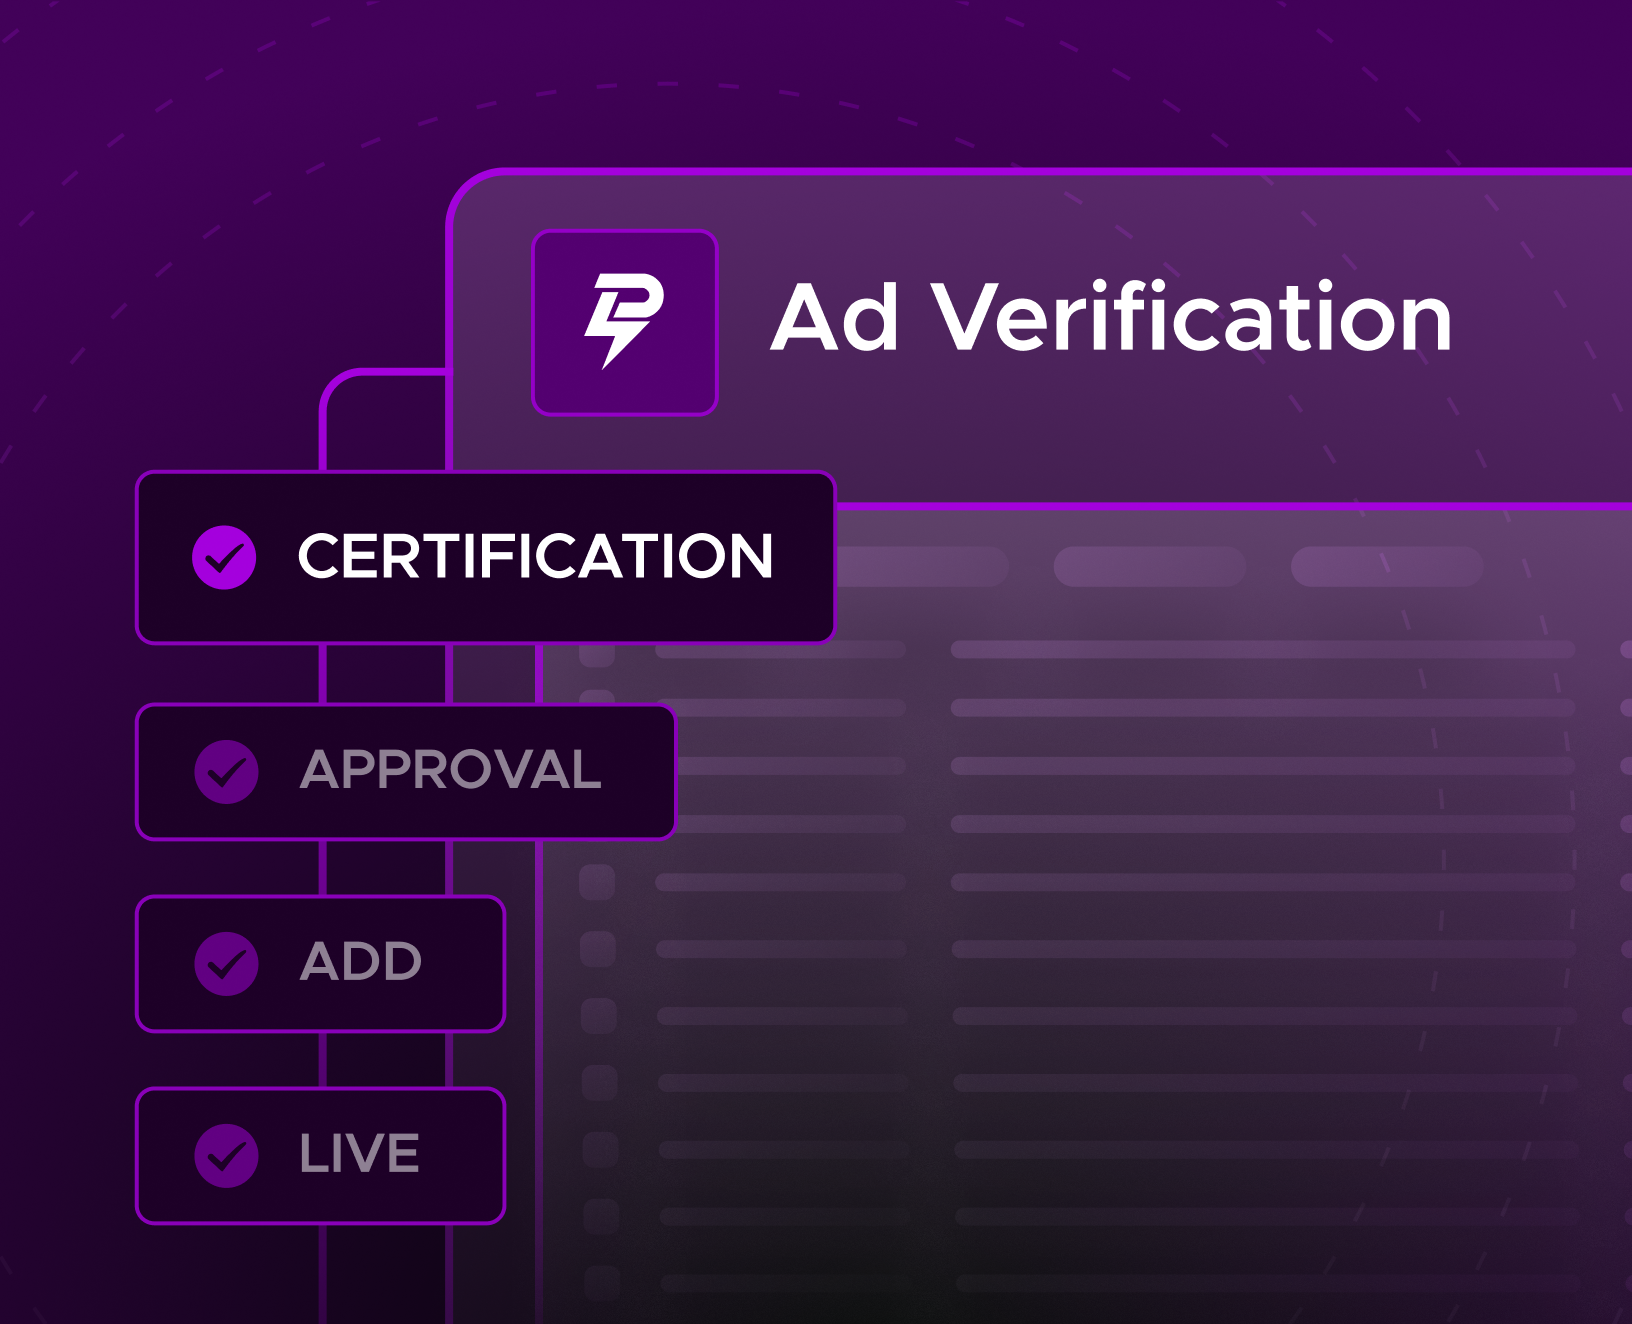 Ad Verification
CERTIFICATION
APPROVAL
ADD
LIVE